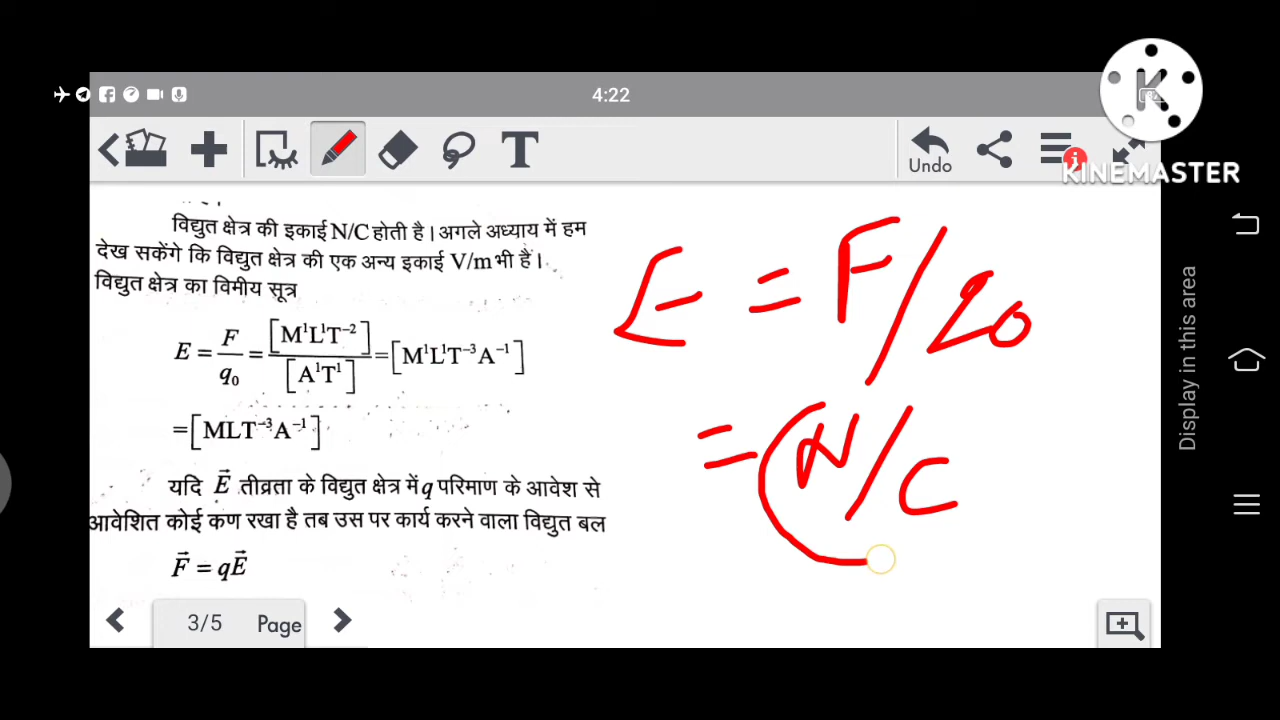 4:22
KINEMASTER
T
Undo
विद्युत क्षेत्र की इकाई N/C होती है। अगले अध्याय में हम
देख सकेंगे कि विद्युत क्षेत्र की एक अन्य इकाई V/m भी हैं।
विद्युत क्षेत्र का विमीय सूत्र
E = F/q₀ = [M¹L¹T⁻²]/[A¹T¹] = [M¹L¹T⁻³A⁻¹]
= [MLT⁻³A⁻¹]
यदि E⃗ तीव्रता के विद्युत क्षेत्र में q परिमाण के आवेश से
आवेशित कोई कण रखा है तब उस पर कार्य करने वाला विद्युत बल
F⃗ = qE⃗
E = F/q₀
= N/C
3/5 Page
Display in this area